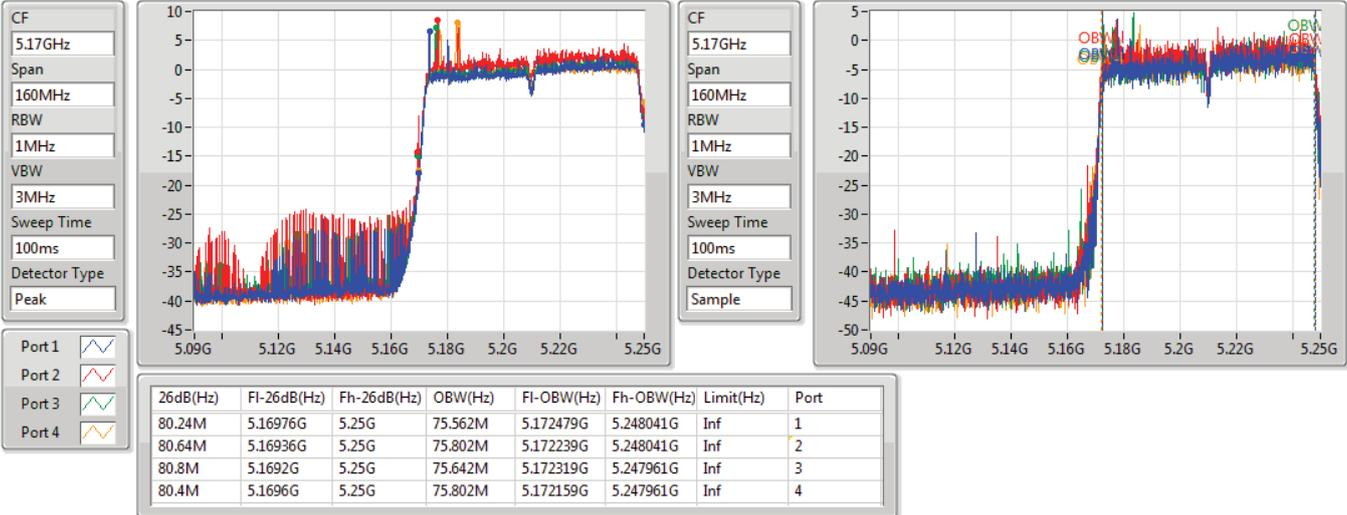 CF
5.17GHz
Span
160MHz
RBW
1MHz
VBW
3MHz
Sweep Time
100ms
Detector Type
Peak
10
5
0
-5
-10
-15
-20
-25
-30
-35
-40
-45
5.09G 5.12G 5.14G 5.16G 5.18G 5.2G 5.22G 5.25G
CF
5.17GHz
Span
160MHz
RBW
1MHz
VBW
3MHz
Sweep Time
100ms
Detector Type
Sample
5
0
-5
-10
-15
-20
-25
-30
-35
-40
-45
-50
OBW
OBW
OBW
5.09G 5.12G 5.14G 5.16G 5.18G 5.2G 5.22G 5.25G
Port 1
Port 2
Port 3
Port 4
26dB(Hz) Fl-26dB(Hz) Fh-26dB(Hz) OBW(Hz) Fl-OBW(Hz) Fh-OBW(Hz) Limit(Hz) Port
80.24M 5.16976G 5.25G 75.562M 5.172479G 5.248041G Inf 1
80.64M 5.16936G 5.25G 75.802M 5.172239G 5.248041G Inf 2
80.8M 5.1692G 5.25G 75.642M 5.172319G 5.247961G Inf 3
80.4M 5.1696G 5.25G 75.802M 5.172159G 5.247961G Inf 4